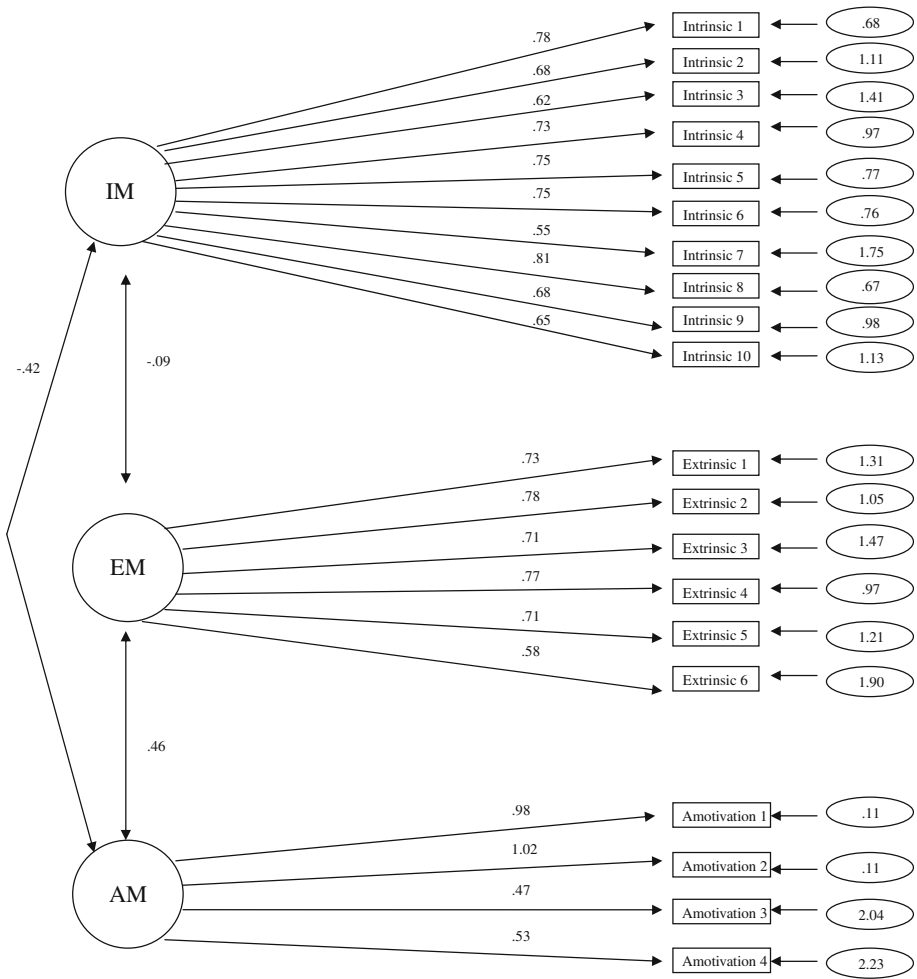 Intrinsic 1
.68
.78
Intrinsic 2
1.11
.68
Intrinsic 3
1.41
.62
Intrinsic 4
.97
.73
Intrinsic 5
.77
.75
IM
Intrinsic 6
.76
.75
Intrinsic 7
1.75
.55
Intrinsic 8
.67
.81
Intrinsic 9
.98
.68
Intrinsic 10
1.13
.65
-.42
-.09
Extrinsic 1
1.31
.73
Extrinsic 2
1.05
.78
Extrinsic 3
1.47
.71
EM
Extrinsic 4
.97
.77
Extrinsic 5
1.21
.71
Extrinsic 6
1.90
.58
.46
Amotivation 1
.11
.98
Amotivation 2
.11
1.02
AM
Amotivation 3
2.04
.47
Amotivation 4
2.23
.53